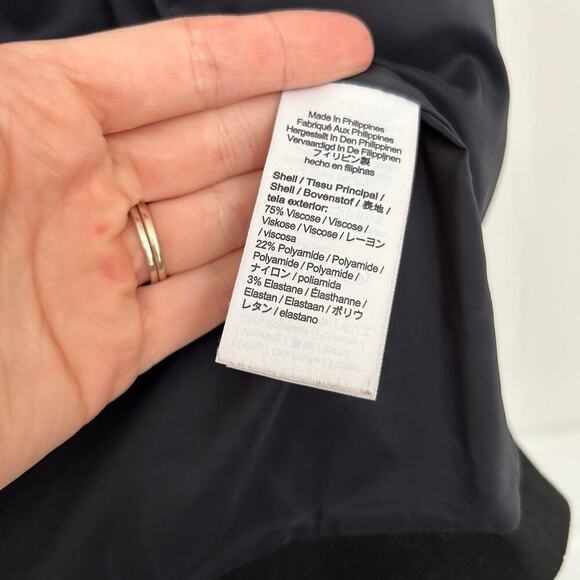 Made In Philippines
Fabriqué Aux Philippines
Hergestellt In Den Philippinen
Vervaardigd In De Filippijnen
フィリピン製
hecho en filipinas
Shell / Tissu Principal /
Shell / Bovenstof / 表地 /
tela exterior:
75% Viscose / Viscose /
Viskose / Viscose / レーヨン
/ viscosa
22% Polyamide / Polyamide /
Polyamide / Polyamide /
ナイロン / poliamida
3% Elastane / Élasthanne /
Elastan / Elastaan / ポリウ
レタン / elastano